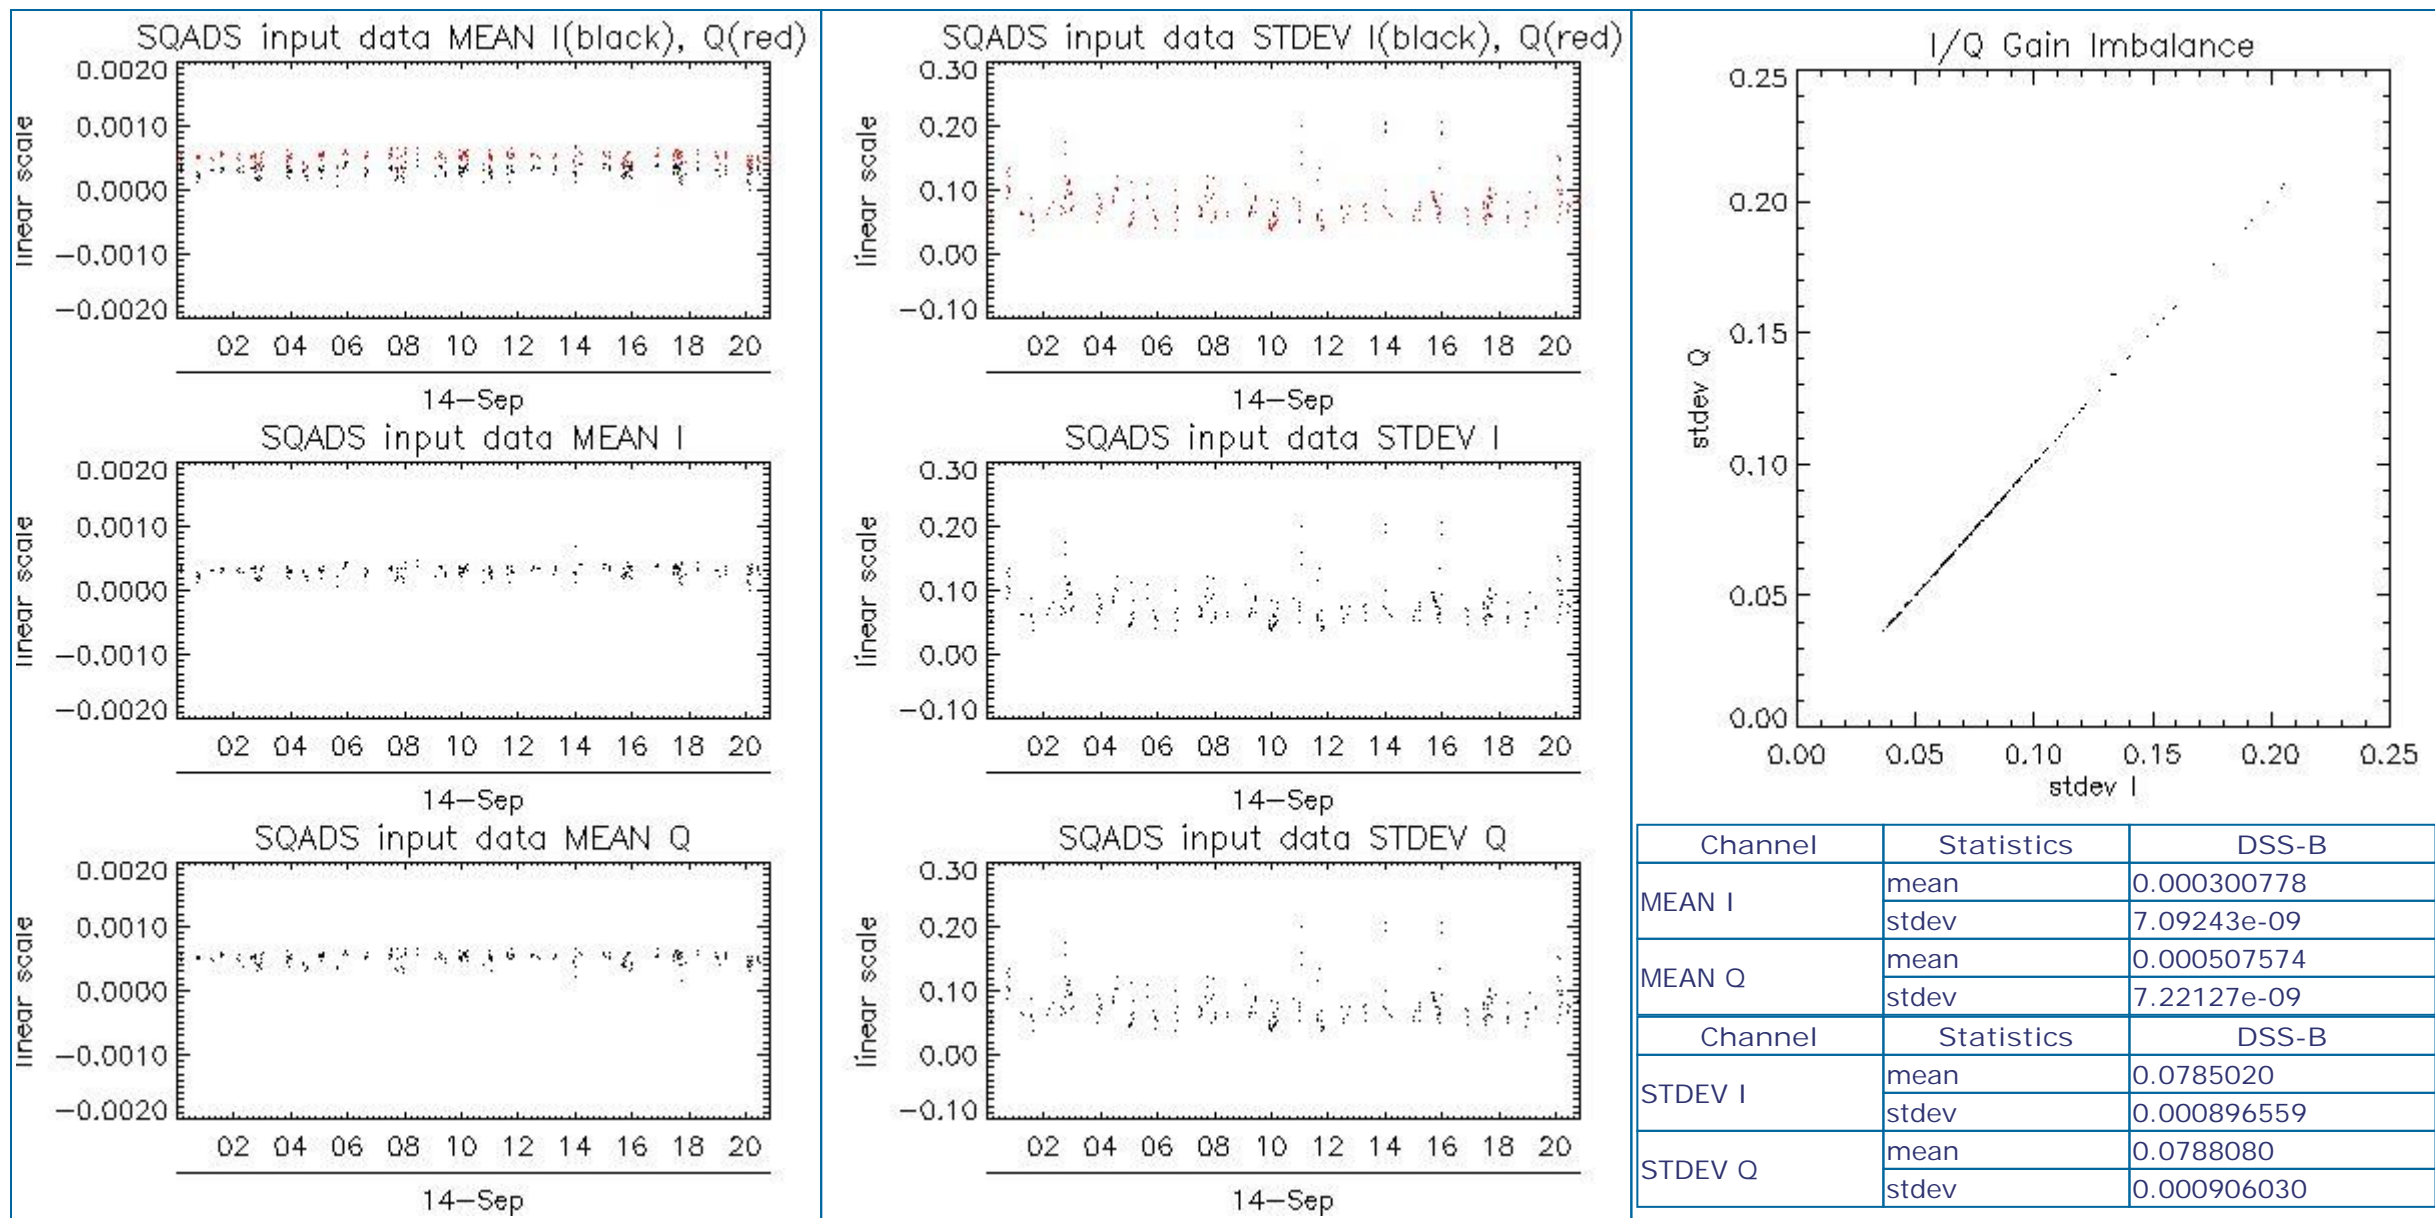 SQADS input data MEAN I(black), Q(red)
0.0020
0.0010
0.0000
−0.0010
−0.0020
linear scale
02 04 06 08 10 12 14 16 18 20
14−Sep
SQADS input data MEAN I
0.0020
0.0010
0.0000
−0.0010
−0.0020
linear scale
02 04 06 08 10 12 14 16 18 20
14−Sep
SQADS input data MEAN Q
0.0020
0.0010
0.0000
−0.0010
−0.0020
linear scale
02 04 06 08 10 12 14 16 18 20
14−Sep
SQADS input data STDEV I(black), Q(red)
0.30
0.20
0.10
0.00
−0.10
linear scale
02 04 06 08 10 12 14 16 18 20
14−Sep
SQADS input data STDEV I
0.30
0.20
0.10
0.00
−0.10
linear scale
02 04 06 08 10 12 14 16 18 20
14−Sep
SQADS input data STDEV Q
0.30
0.20
0.10
0.00
−0.10
linear scale
02 04 06 08 10 12 14 16 18 20
14−Sep
I/Q Gain Imbalance
0.25
0.20
0.15
0.10
0.05
0.00
stdev Q
0.00 0.05 0.10 0.15 0.20 0.25
stdev I
Channel Statistics DSS-B
MEAN I mean 0.000300778
stdev 7.09243e-09
MEAN Q mean 0.000507574
stdev 7.22127e-09
Channel Statistics DSS-B
STDEV I mean 0.0785020
stdev 0.000896559
STDEV Q mean 0.0788080
stdev 0.000906030